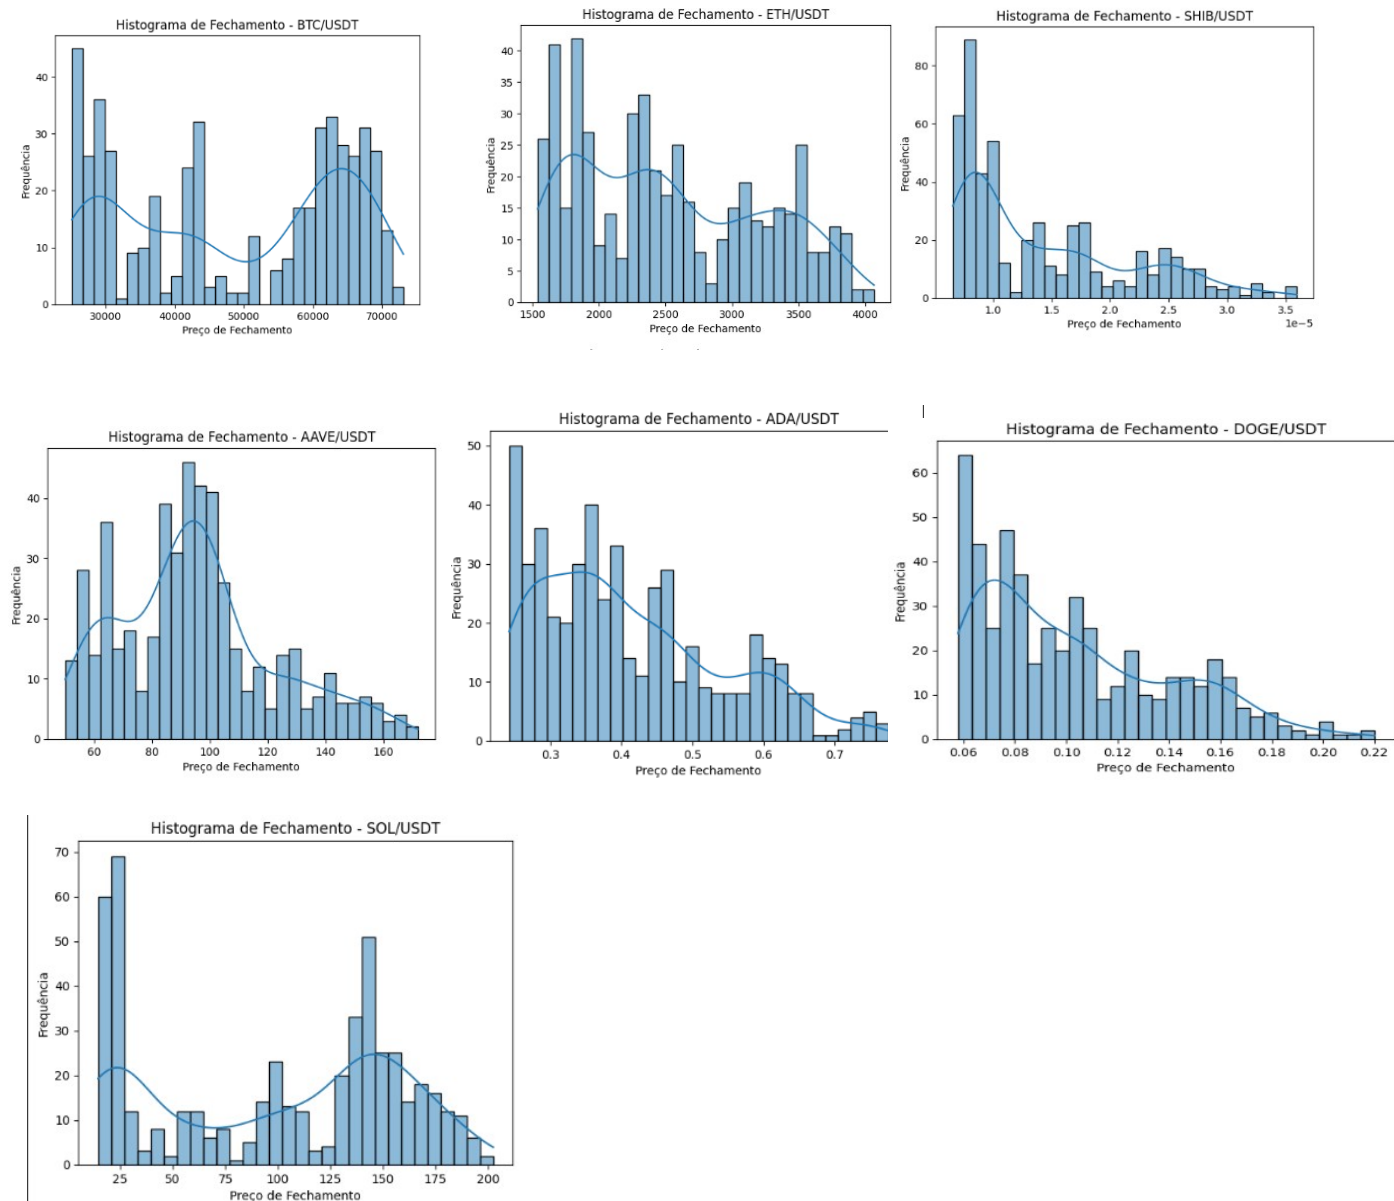 Histograma de Fechamento - BTC/USDT
Frequência
40
30
20
10
0
30000 40000 50000 60000 70000
Preço de Fechamento
Histograma de Fechamento - ETH/USDT
Frequência
40
35
30
25
20
15
10
5
0
1500 2000 2500 3000 3500 4000
Preço de Fechamento
Histograma de Fechamento - SHIB/USDT
Frequência
80
60
40
20
0
1.0 1.5 2.0 2.5 3.0 3.5
1e−5
Preço de Fechamento
Histograma de Fechamento - AAVE/USDT
Frequência
40
30
20
10
0
60 80 100 120 140 160
Preço de Fechamento
Histograma de Fechamento - ADA/USDT
Frequência
50
40
30
20
10
0
0.3 0.4 0.5 0.6 0.7
Preço de Fechamento
Histograma de Fechamento - DOGE/USDT
Frequência
60
50
40
30
20
10
0
0.06 0.08 0.10 0.12 0.14 0.16 0.18 0.20 0.22
Preço de Fechamento
Histograma de Fechamento - SOL/USDT
Frequência
70
60
50
40
30
20
10
0
25 50 75 100 125 150 175 200
Preço de Fechamento